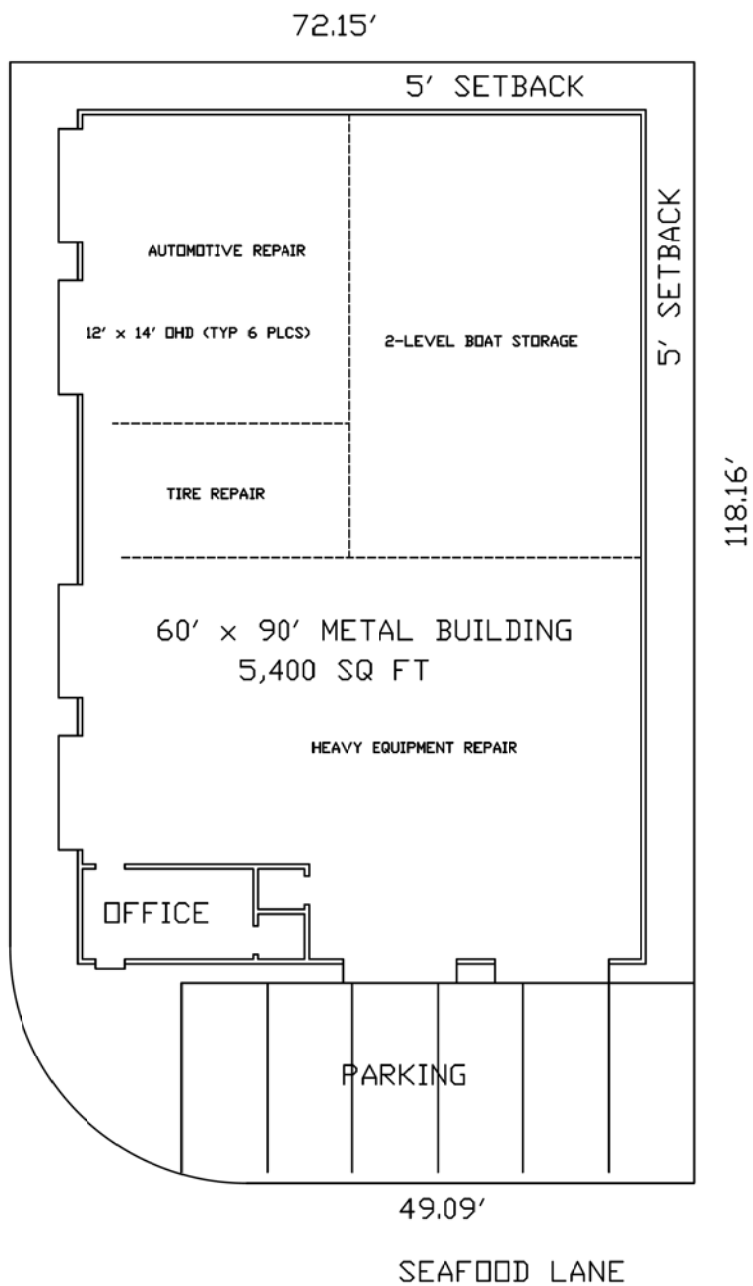 72.15'
5' SETBACK
5' SETBACK
AUTOMOTIVE REPAIR
12' x 14' OHD (TYP 6 PLCS)
2-LEVEL BOAT STORAGE
118.16'
TIRE REPAIR
60' x 90' METAL BUILDING
5,400 SQ FT
HEAVY EQUIPMENT REPAIR
OFFICE
PARKING
49.09'
SEAFOOD LANE